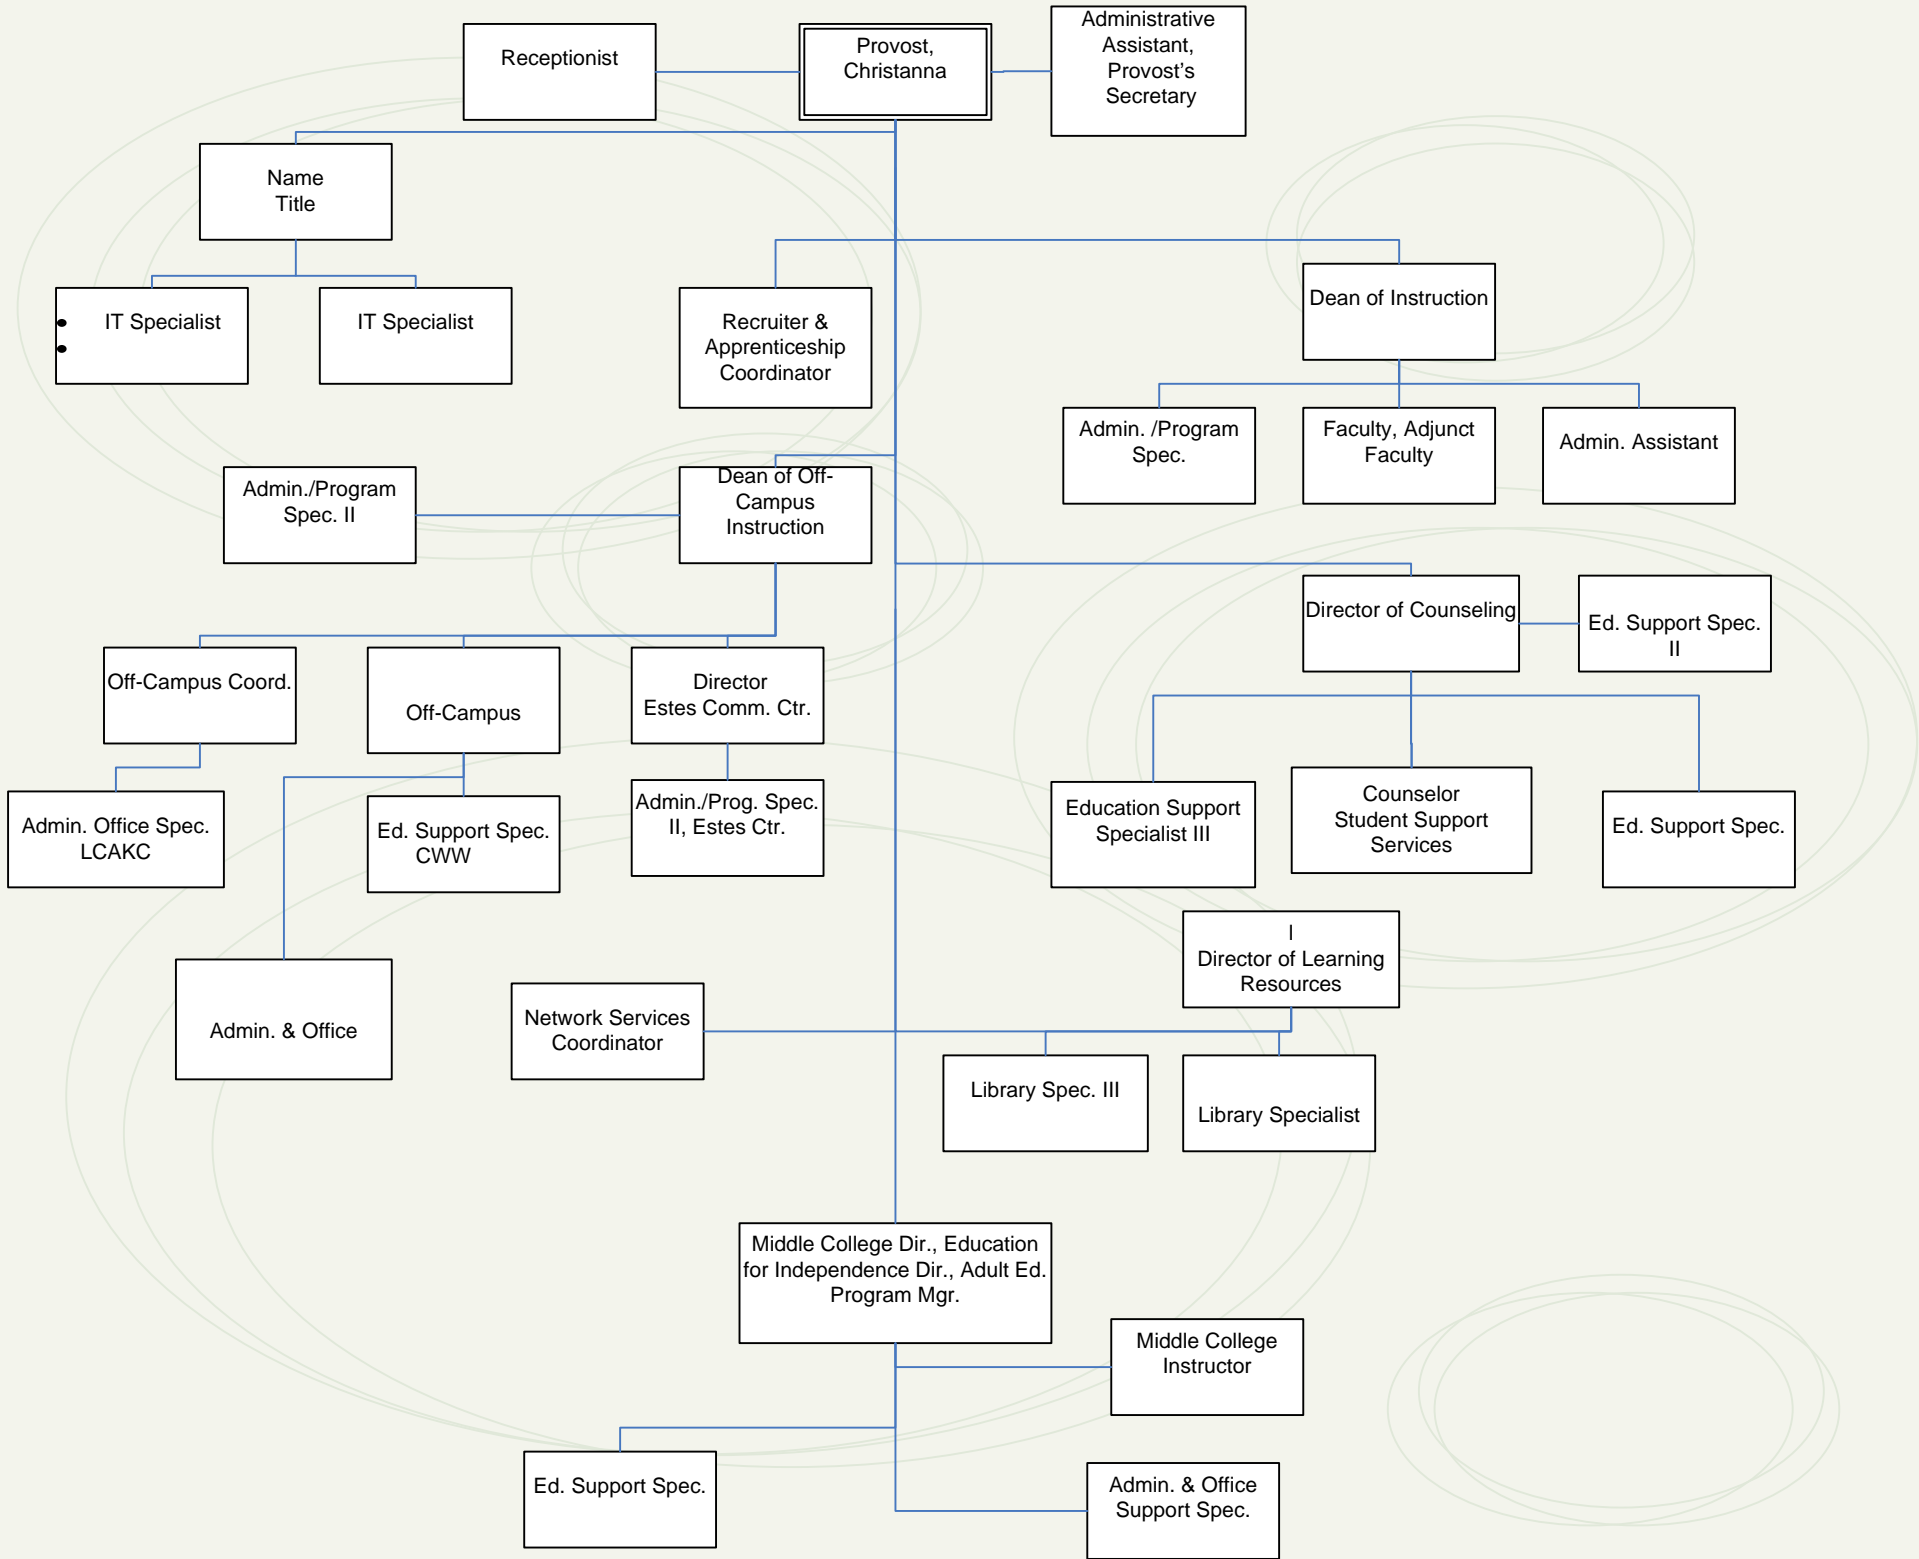 Receptionist
Provost,
Christanna
Administrative
Assistant,
Provost’s
Secretary
Name
Title
• IT Specialist
•
IT Specialist
Recruiter &
Apprenticeship
Coordinator
Dean of Instruction
Admin. /Program
Spec.
Faculty, Adjunct
Faculty
Admin. Assistant
Admin./Program
Spec. II
Dean of Off-
Campus
Instruction
Director of Counseling
Ed. Support Spec.
II
Off-Campus Coord.
Off-Campus
Director
Estes Comm. Ctr.
Admin. Office Spec.
LCAKC
Ed. Support Spec.
CWW
Admin./Prog. Spec.
II, Estes Ctr.
Education Support
Specialist III
Counselor
Student Support
Services
Ed. Support Spec.
Admin. & Office
Network Services
Coordinator
I
Director of Learning
Resources
Library Spec. III
Library Specialist
Middle College Dir., Education
for Independence Dir., Adult Ed.
Program Mgr.
Middle College
Instructor
Ed. Support Spec.
Admin. & Office
Support Spec.